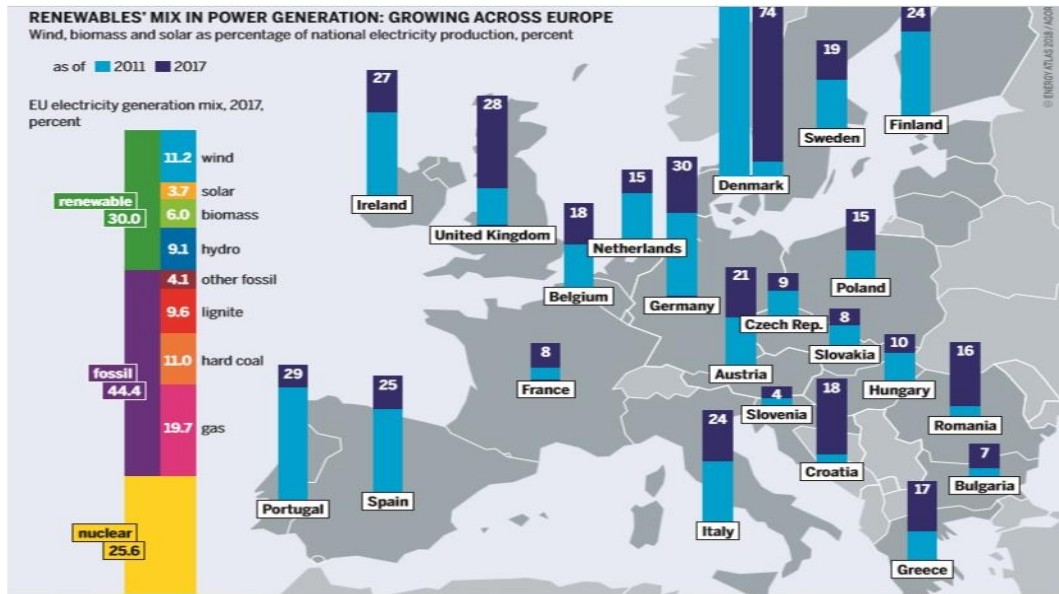 RENEWABLES' MIX IN POWER GENERATION: GROWING ACROSS EUROPE
Wind, biomass and solar as percentage of national electricity production, percent
as of 2011 2017
EU electricity generation mix, 2017,
percent
11.2 wind
3.7 solar
renewable
30.0
6.0 biomass
9.1 hydro
4.1 other fossil
9.6 lignite
11.0 hard coal
fossil
44.4
19.7 gas
nuclear
25.6
27
Ireland
28
United Kingdom
18
Belgium
15
Netherlands
30
Germany
74
Denmark
19
Sweden
24
Finland
15
Poland
21
Austria
9
Czech Rep.
8
Slovakia
10
Hungary
16
Romania
8
France
29
Portugal
25
Spain
24
Italy
4
Slovenia
18
Croatia
7
Bulgaria
17
Greece
© ENERGY ATLAS 2018 /